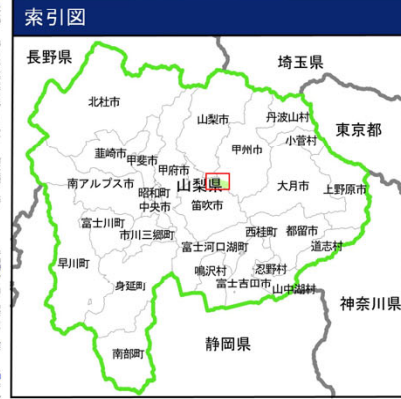 索引図
長野県
埼玉県
北杜市
山梨市
丹波山村
小菅村
東京都
甲州市
韮崎市
甲斐市
甲府市
南アルプス市
昭和町
山梨県
大月市
上野原市
中央市
笛吹市
富士川町
市川三郷町
西桂町
都留市
富士河口湖町
道志村
早川町
鳴沢村
忍野村
身延町
富士吉田市
山中湖村
神奈川県
静岡県
南部町